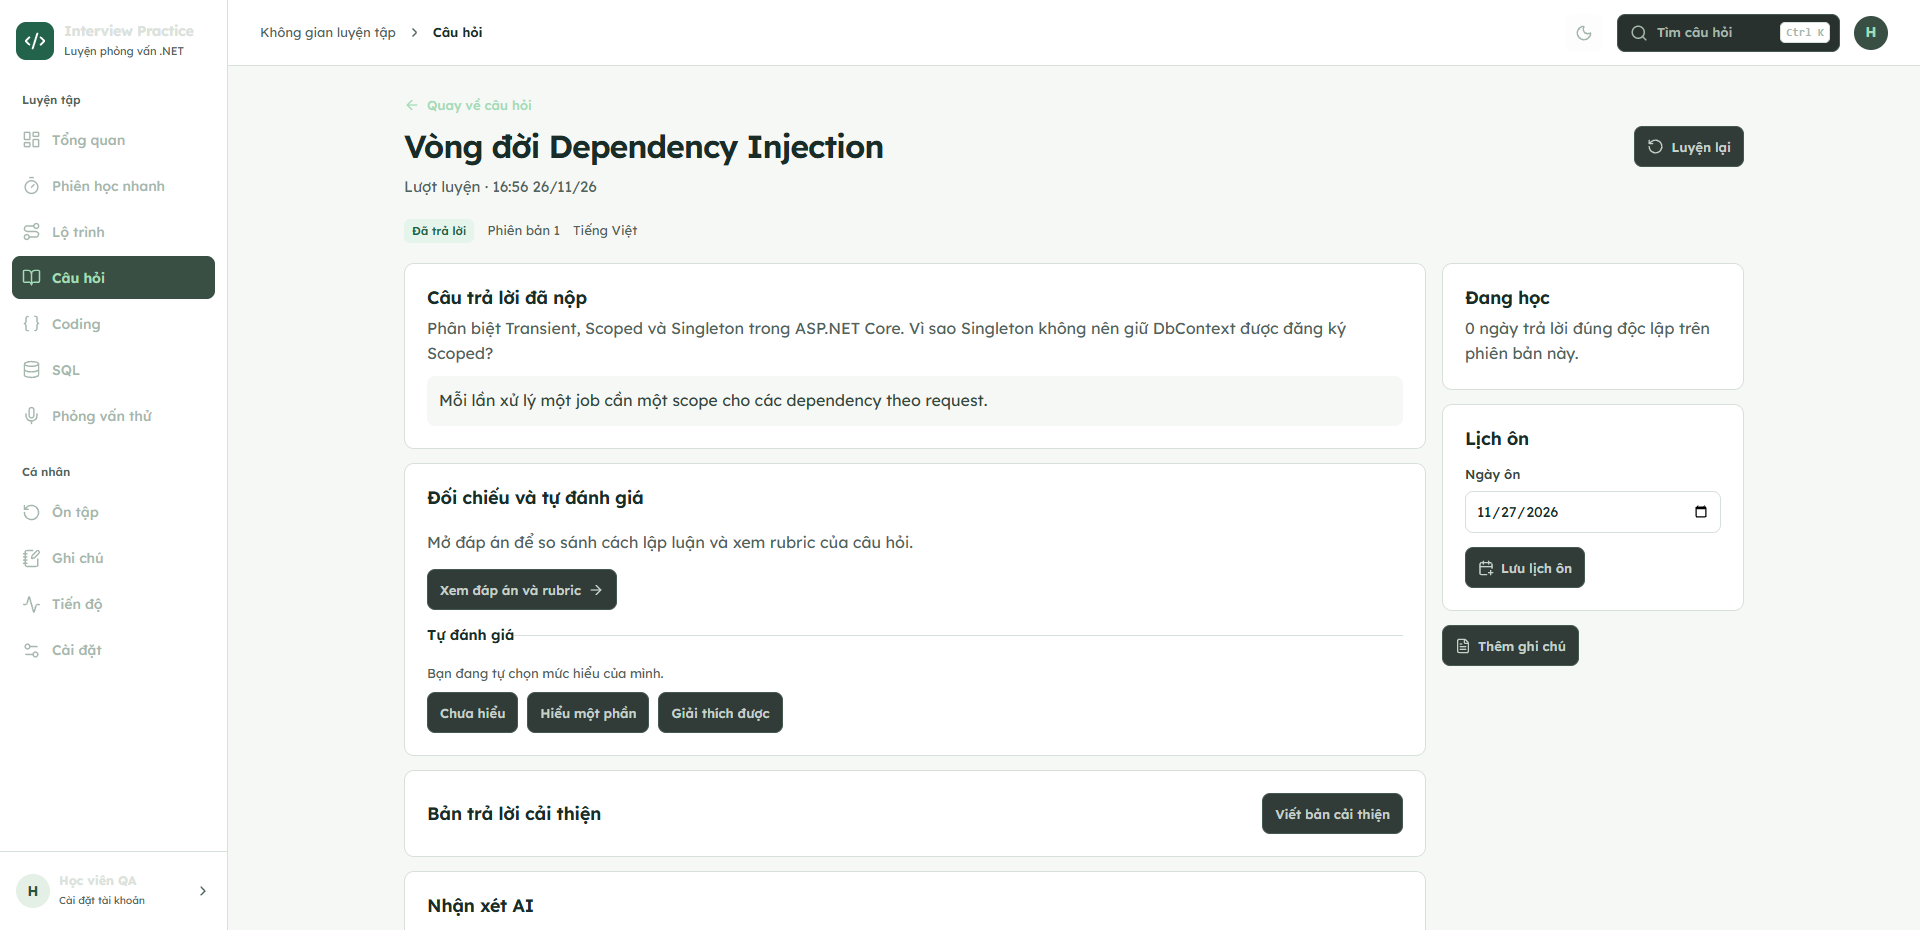 Interview Practice
Luyện phỏng vấn .NET
Không gian luyện tập
Câu hỏi
Tìm câu hỏi
Ctrl K
H
Luyện tập
Tổng quan
Phiên học nhanh
Lộ trình
Câu hỏi
Coding
SQL
Phỏng vấn thử
Cá nhân
Ôn tập
Ghi chú
Tiến độ
Cài đặt
H
Học viên QA
Cài đặt tài khoản
Quay về câu hỏi
Vòng đời Dependency Injection
Luyện lại
Lượt luyện · 16:56 26/11/26
Đã trả lời
Phiên bản 1
Tiếng Việt
Câu trả lời đã nộp
Phân biệt Transient, Scoped và Singleton trong ASP.NET Core. Vì sao Singleton không nên giữ DbContext được đăng ký
Scoped?
Mỗi lần xử lý một job cần một scope cho các dependency theo request.
Đối chiếu và tự đánh giá
Mở đáp án để so sánh cách lập luận và xem rubric của câu hỏi.
Xem đáp án và rubric
Tự đánh giá
Bạn đang tự chọn mức hiểu của mình.
Chưa hiểu
Hiểu một phần
Giải thích được
Bản trả lời cải thiện
Viết bản cải thiện
Nhận xét AI
Đang học
0 ngày trả lời đúng độc lập trên
phiên bản này.
Lịch ôn
Ngày ôn
11/27/2026
Lưu lịch ôn
Thêm ghi chú